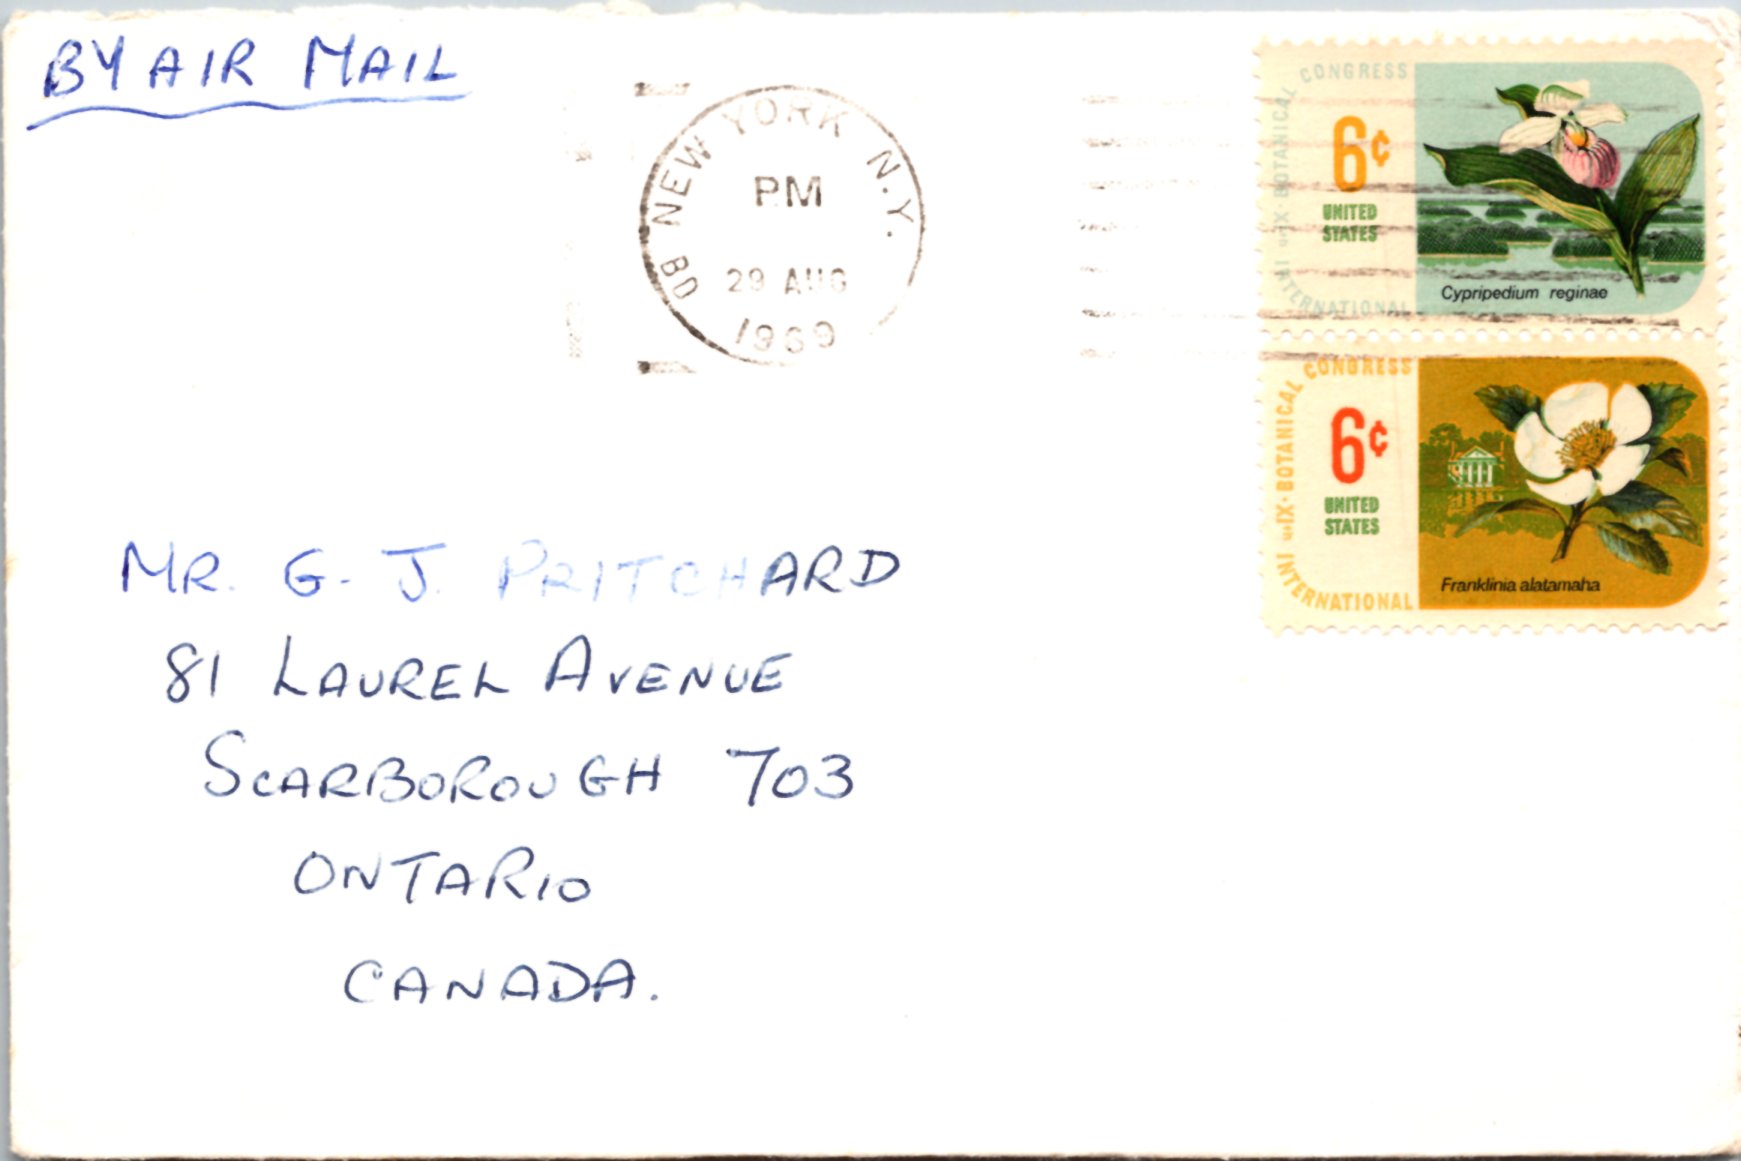 BY AIR MAIL
BD NEW YORK N.Y.
PM
29 AUG
1969
INTERNATIONAL
XI · BOTANICAL
CONGRESS
6¢
UNITED
STATES
Cypripedium reginae
INTERNATIONAL
XI · BOTANICAL
CONGRESS
6¢
UNITED
STATES
Franklinia alatamaha
MR. G. J. PRITCHARD
81 LAUREL AVENUE
SCARBOROUGH 703
ONTARIO
CANADA.